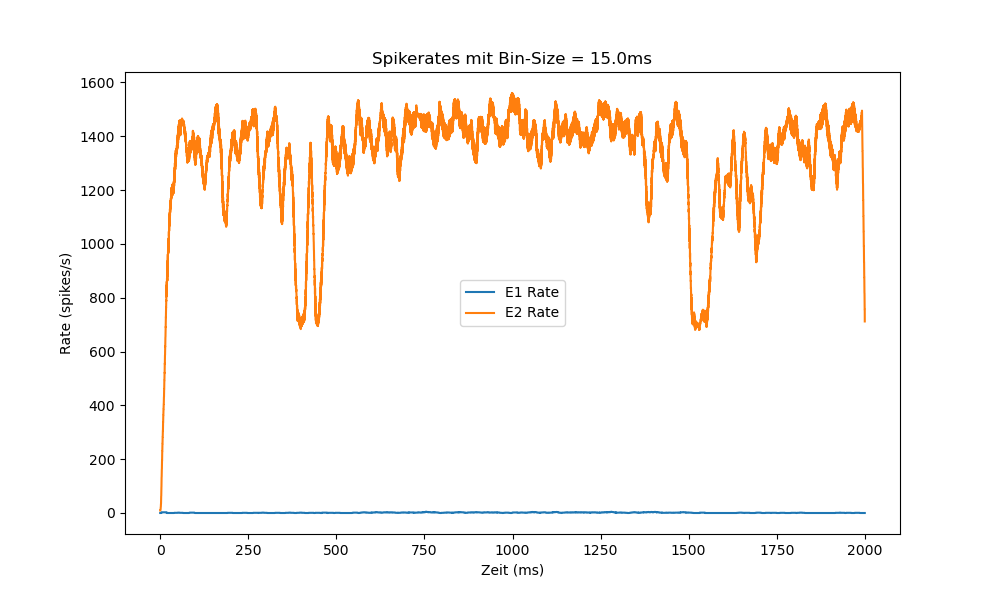 Spikerates mit Bin-Size = 15.0ms
1600
1400
1200
1000
800
600
400
200
0
Rate (spikes/s)
E1 Rate
E2 Rate
0 250 500 750 1000 1250 1500 1750 2000
Zeit (ms)